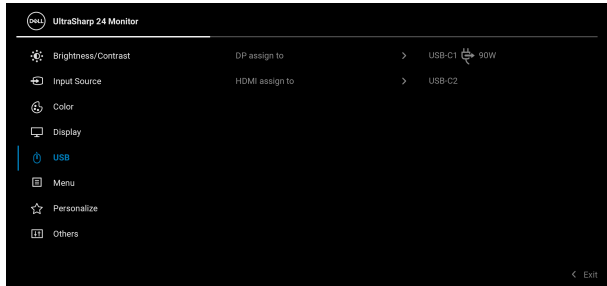 DELL UltraSharp 24 Monitor
Brightness/Contrast DP assign to > USB-C1 90W
Input Source HDMI assign to > USB-C2
Color
Display
USB
Menu
Personalize
Others
< Exit